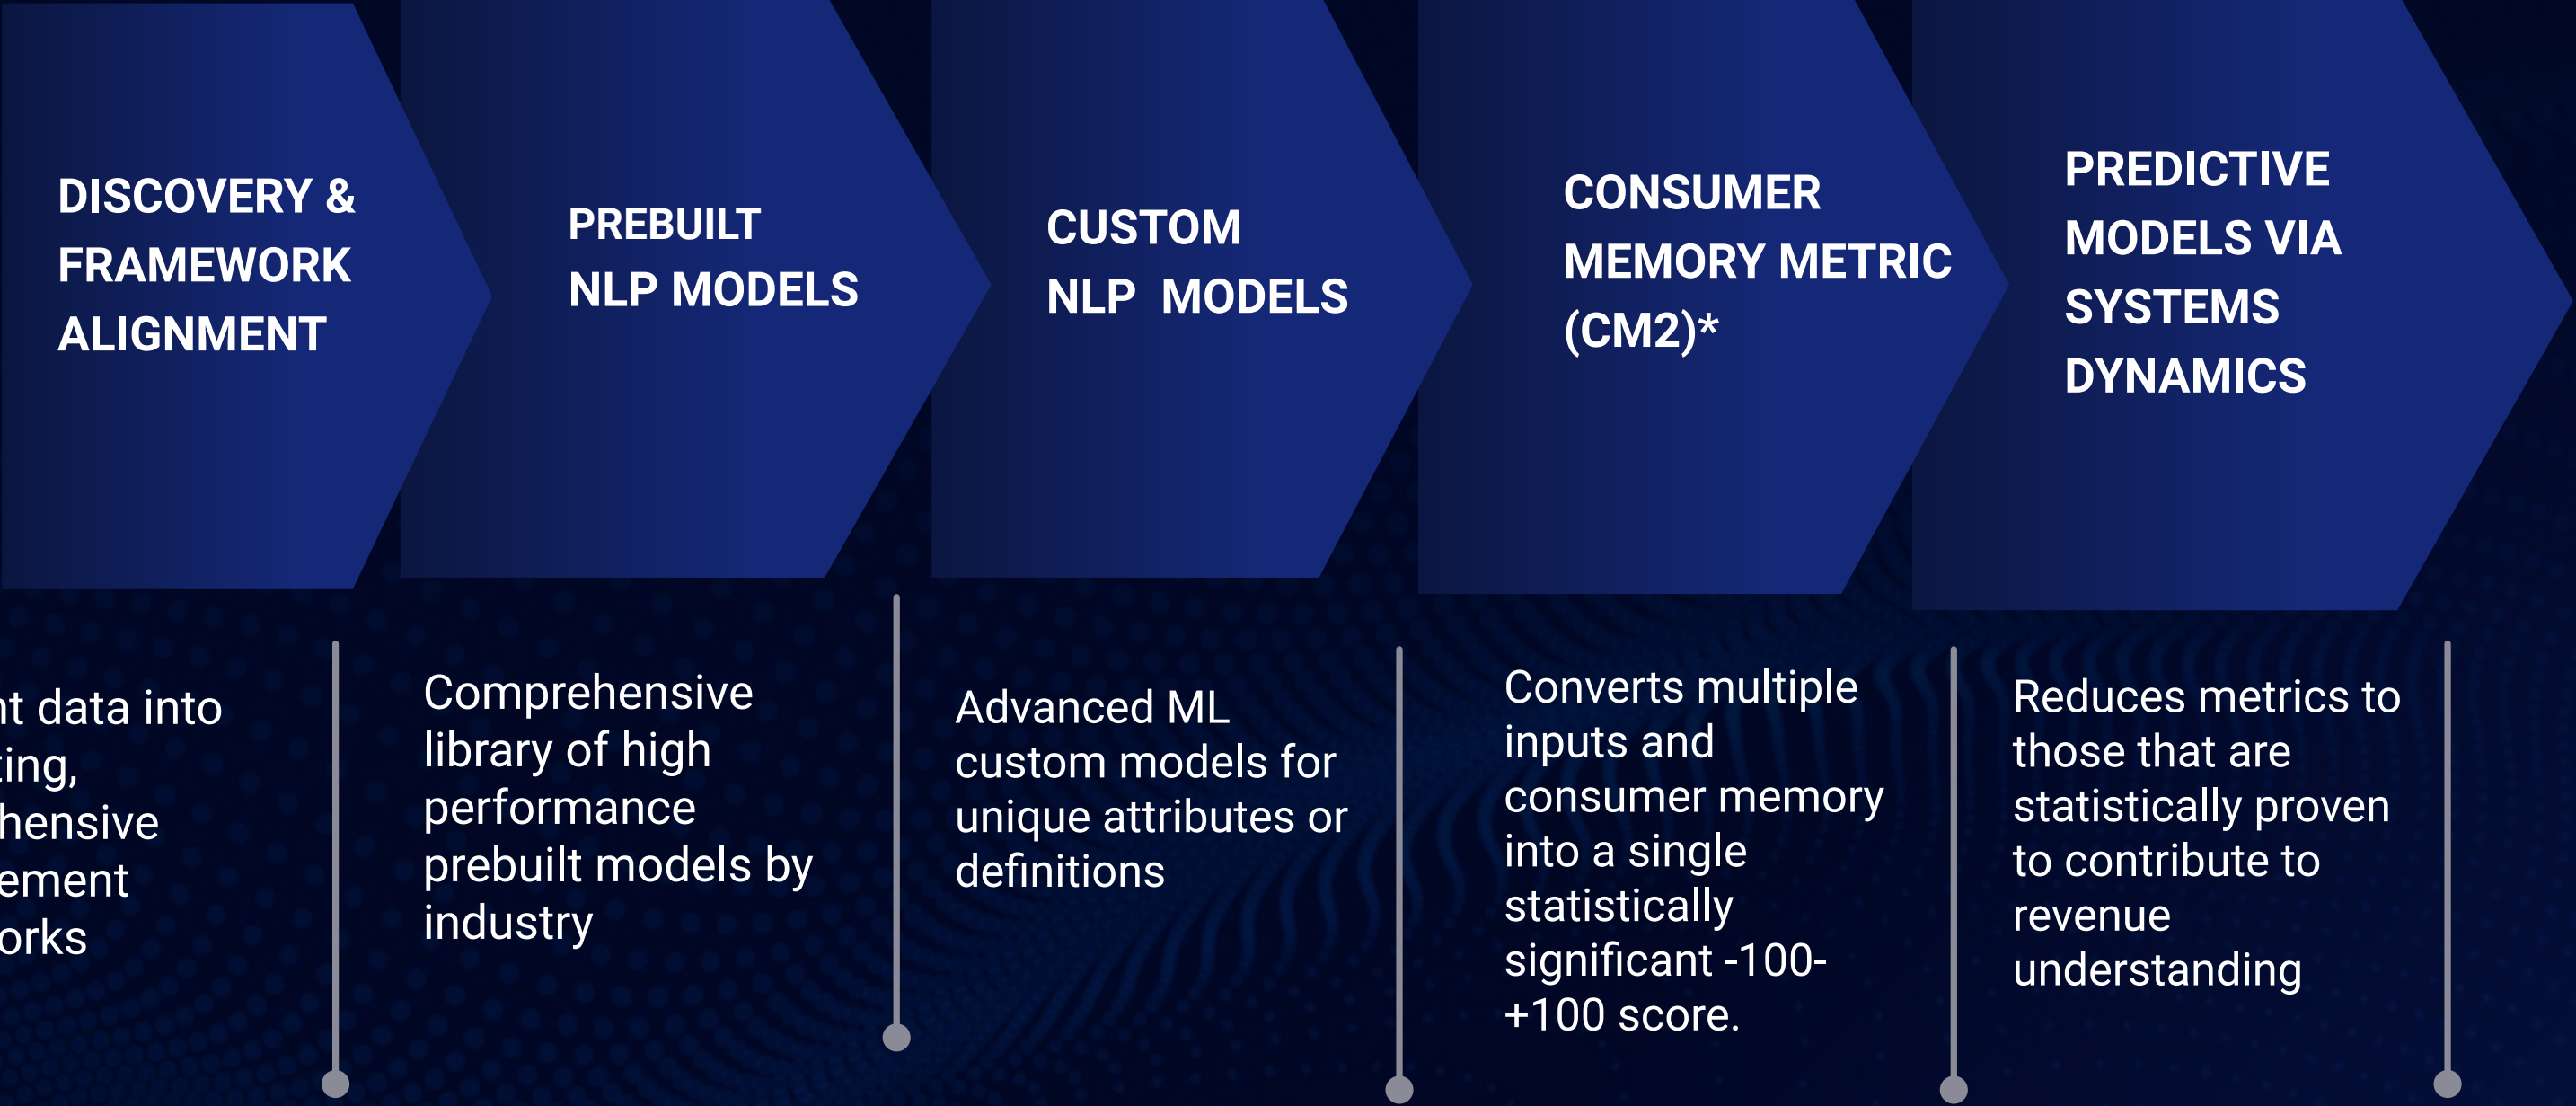 DISCOVERY &
FRAMEWORK
ALIGNMENT
PREBUILT
NLP MODELS
CUSTOM
NLP  MODELS
CONSUMER
MEMORY METRIC
(CM2)*
PREDICTIVE
MODELS VIA
SYSTEMS
DYNAMICS
data into
Comprehensive
library of high
performance
prebuilt models by
industry
Advanced ML
custom models for
unique attributes or
definitions
Converts multiple
inputs and
consumer memory
into a single
statistically
significant -100-
+100 score.
Reduces metrics to
those that are
statistically proven
to contribute to
revenue
understanding